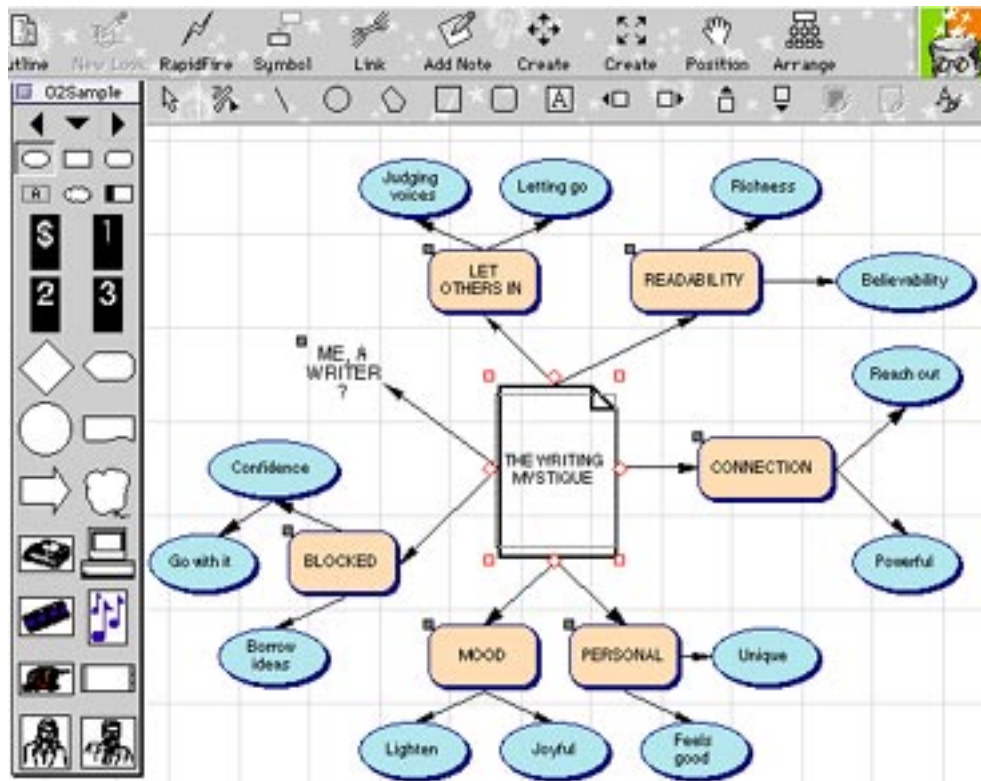 utline
New Look
RapidFire
Symbol
Link
Add Note
Create
Create
Position
Arrange
02Sample
A
A
$
1
2
3
Judging
voices
Letting go
Richness
LET
OTHERS IN
READABILITY
Believability
ME, A
WRITER
?
Reach out
THE WRITING
MYSTIQUE
CONNECTION
Confidence
Go with it
BLOCKED
Powerful
Borrow
ideas
MOOD
PERSONAL
Unique
Lighten
Joyful
Feels
good